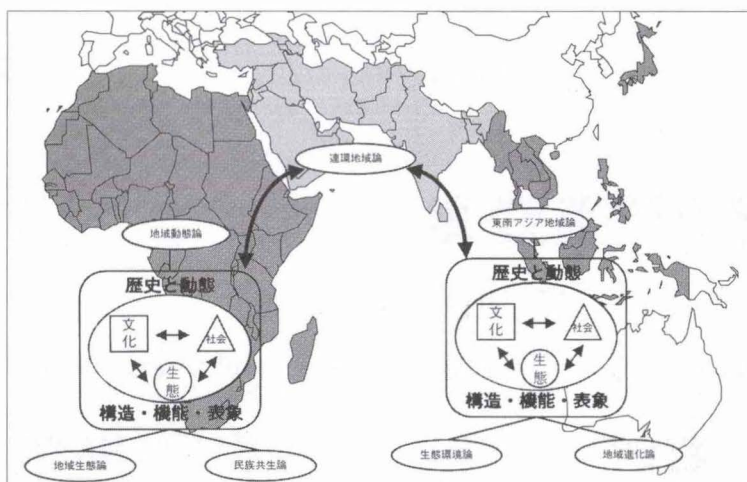 連環地域論
地域動態論
歴史と動態
文化
社会
生態
構造・機能・表象
地域生態論
民族共生論
東南アジア地域論
歴史と動態
文化
社会
生態
構造・機能・表象
生態環境論
地域進化論